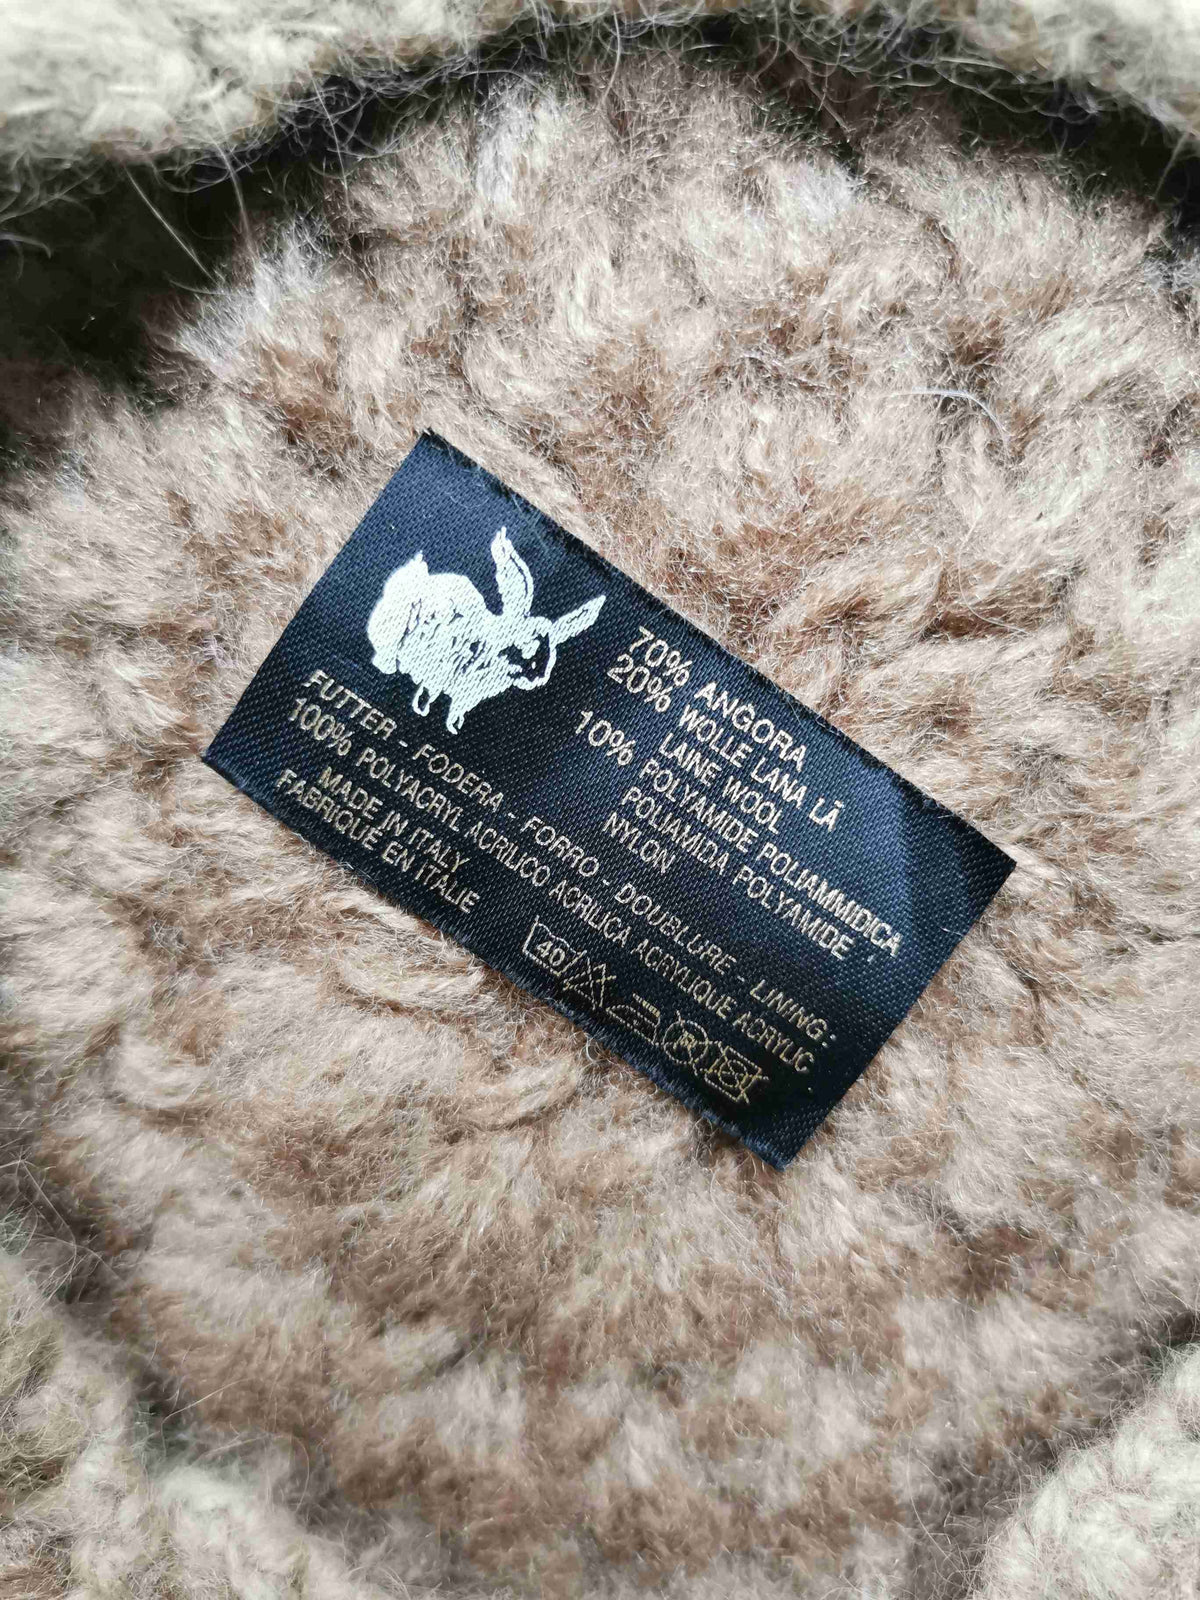 70% ANGORA
20% WOLLE LANA LÃ
LAINE WOOL
10% POLYAMIDE POLIAMMIDICA
POLIAMIDA POLYAMIDE
NYLON
FUTTER - FODERA - FORRO - DOUBLURE - LINING:
100% POLYACRYL ACRILICO ACRILICA ACRYLIQUE ACRYLIC
MADE IN ITALY
FABRIQUÉ EN ITALIE
40
R